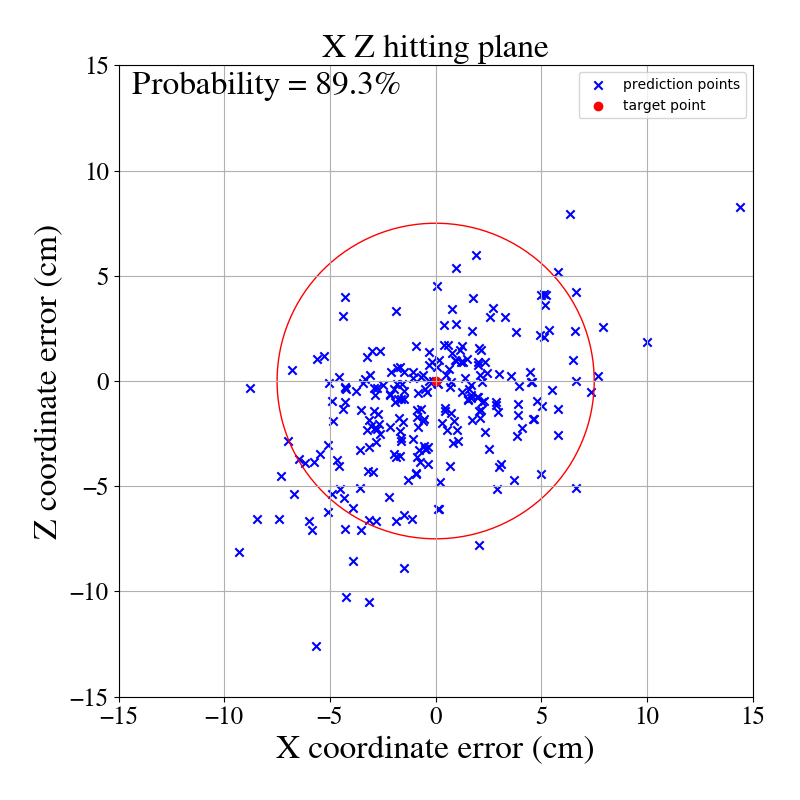 X Z hitting plane
Probability = 89.3%
prediction points
target point
15
10
5
0
−5
−10
−15
Z coordinate error (cm)
−15 −10 −5 0 5 10 15
X coordinate error (cm)